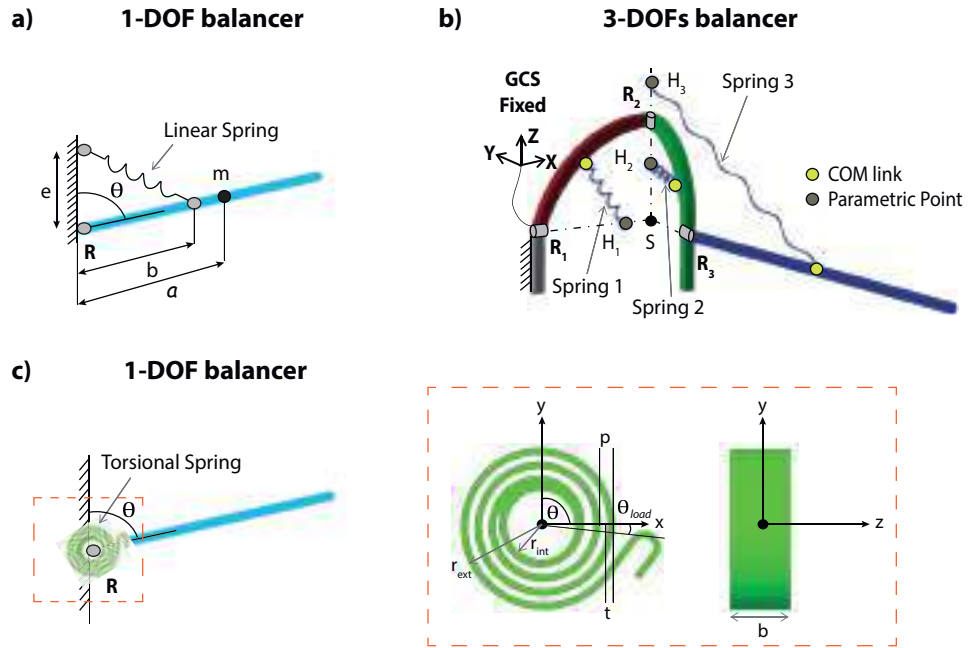 a) 1-DOF balancer
Linear Spring
e
θ
m
R
b
a
b) 3-DOFs balancer
GCS
Fixed
Z
Y
X
R2
H3
Spring 3
H2
COM link
Parametric Point
R1
H1
S
R3
Spring 1
Spring 2
c) 1-DOF balancer
Torsional Spring
θ
R
y
p
θ
θload
x
rint
rext
t
y
z
b